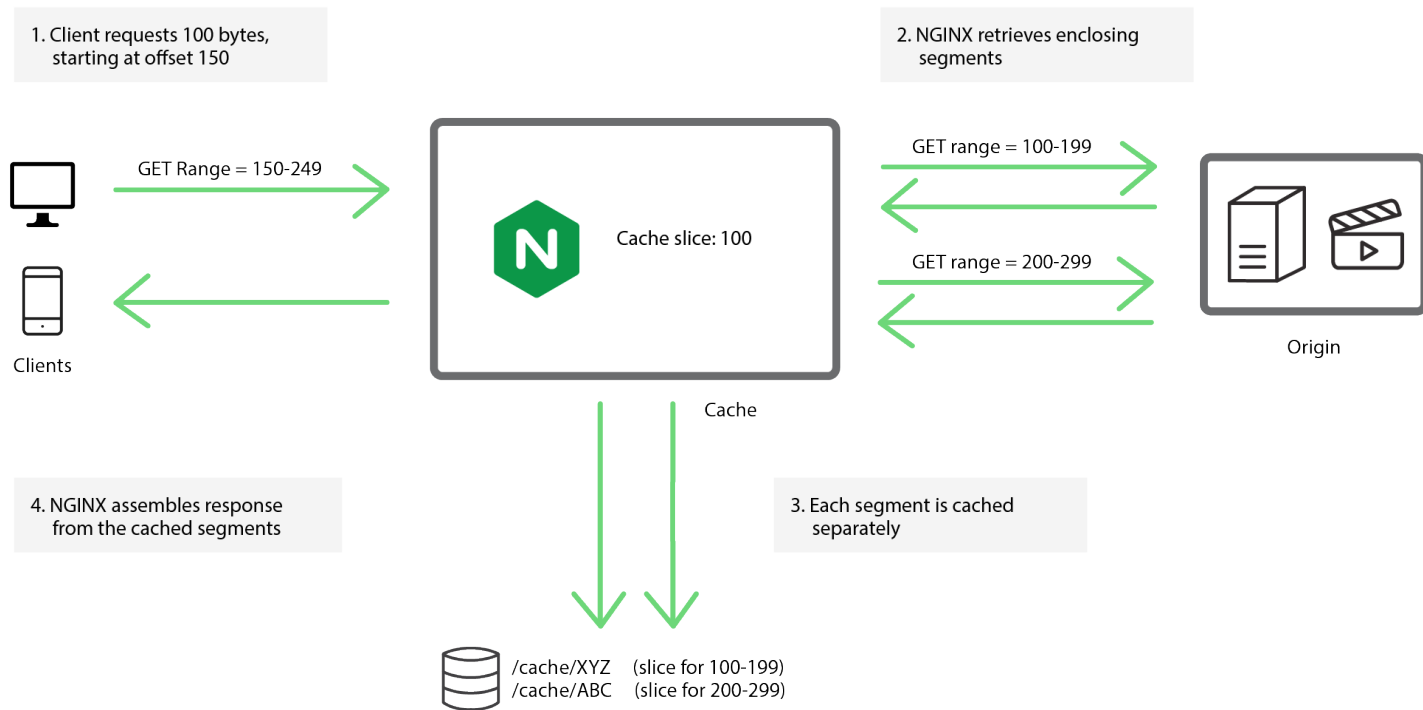 1. Client requests 100 bytes,
starting at offset 150
2. NGINX retrieves enclosing
segments
GET Range = 150-249
GET range = 100-199
N
Cache slice: 100
GET range = 200-299
Clients
Origin
Cache
4. NGINX assembles response
from the cached segments
3. Each segment is cached
separately
/cache/XYZ (slice for 100-199)
/cache/ABC (slice for 200-299)